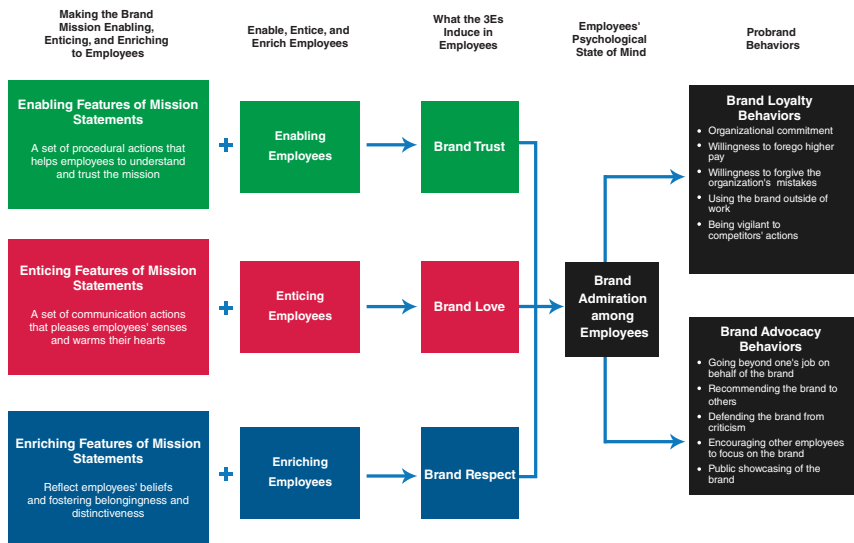 Making the Brand
Mission Enabling,
Enticing, and Enriching
to Employees
Enable, Entice, and
Enrich Employees
What the 3Es
Induce in
Employees
Employees'
Psychological
State of Mind
Probrand
Behaviors
Enabling Features of Mission
Statements
A set of procedural actions that
helps employees to understand
and trust the mission
+
Enabling
Employees
Brand Trust
Enticing Features of Mission
Statements
A set of communication actions
that pleases employees' senses
and warms their hearts
+
Enticing
Employees
Brand Love
Enriching Features of Mission
Statements
Reflect employees' beliefs
and fostering belongingness and
distinctiveness
+
Enriching
Employees
Brand Respect
Brand
Admiration
among
Employees
Brand Loyalty
Behaviors
• Organizational commitment
• Willingness to forego higher
pay
• Willingness to forgive the
organization's mistakes
• Using the brand outside of
work
• Being vigilant to
competitors' actions
Brand Advocacy
Behaviors
• Going beyond one's job on
behalf of the brand
• Recommending the brand to
others
• Defending the brand from
criticism
• Encouraging other employees
to focus on the brand
• Public showcasing of the
brand